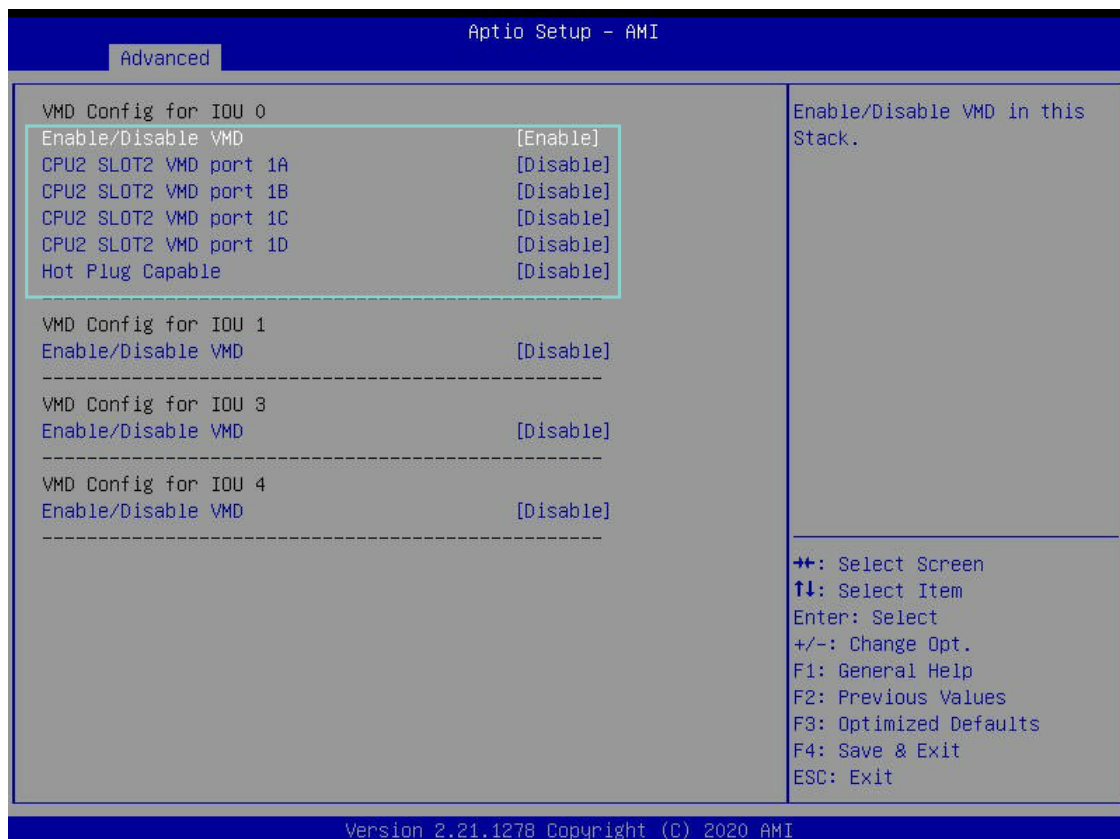 Aptio Setup – AMI
Advanced
VMD Config for IOU 0
Enable/Disable VMD [Enable]
CPU2 SLOT2 VMD port 1A [Disable]
CPU2 SLOT2 VMD port 1B [Disable]
CPU2 SLOT2 VMD port 1C [Disable]
CPU2 SLOT2 VMD port 1D [Disable]
Hot Plug Capable [Disable]
VMD Config for IOU 1
Enable/Disable VMD [Disable]
VMD Config for IOU 3
Enable/Disable VMD [Disable]
VMD Config for IOU 4
Enable/Disable VMD [Disable]
Enable/Disable VMD in this
Stack.
→←: Select Screen
↑↓: Select Item
Enter: Select
+/-: Change Opt.
F1: General Help
F2: Previous Values
F3: Optimized Defaults
F4: Save & Exit
ESC: Exit
Version 2.21.1278 Copyright (C) 2020 AMI